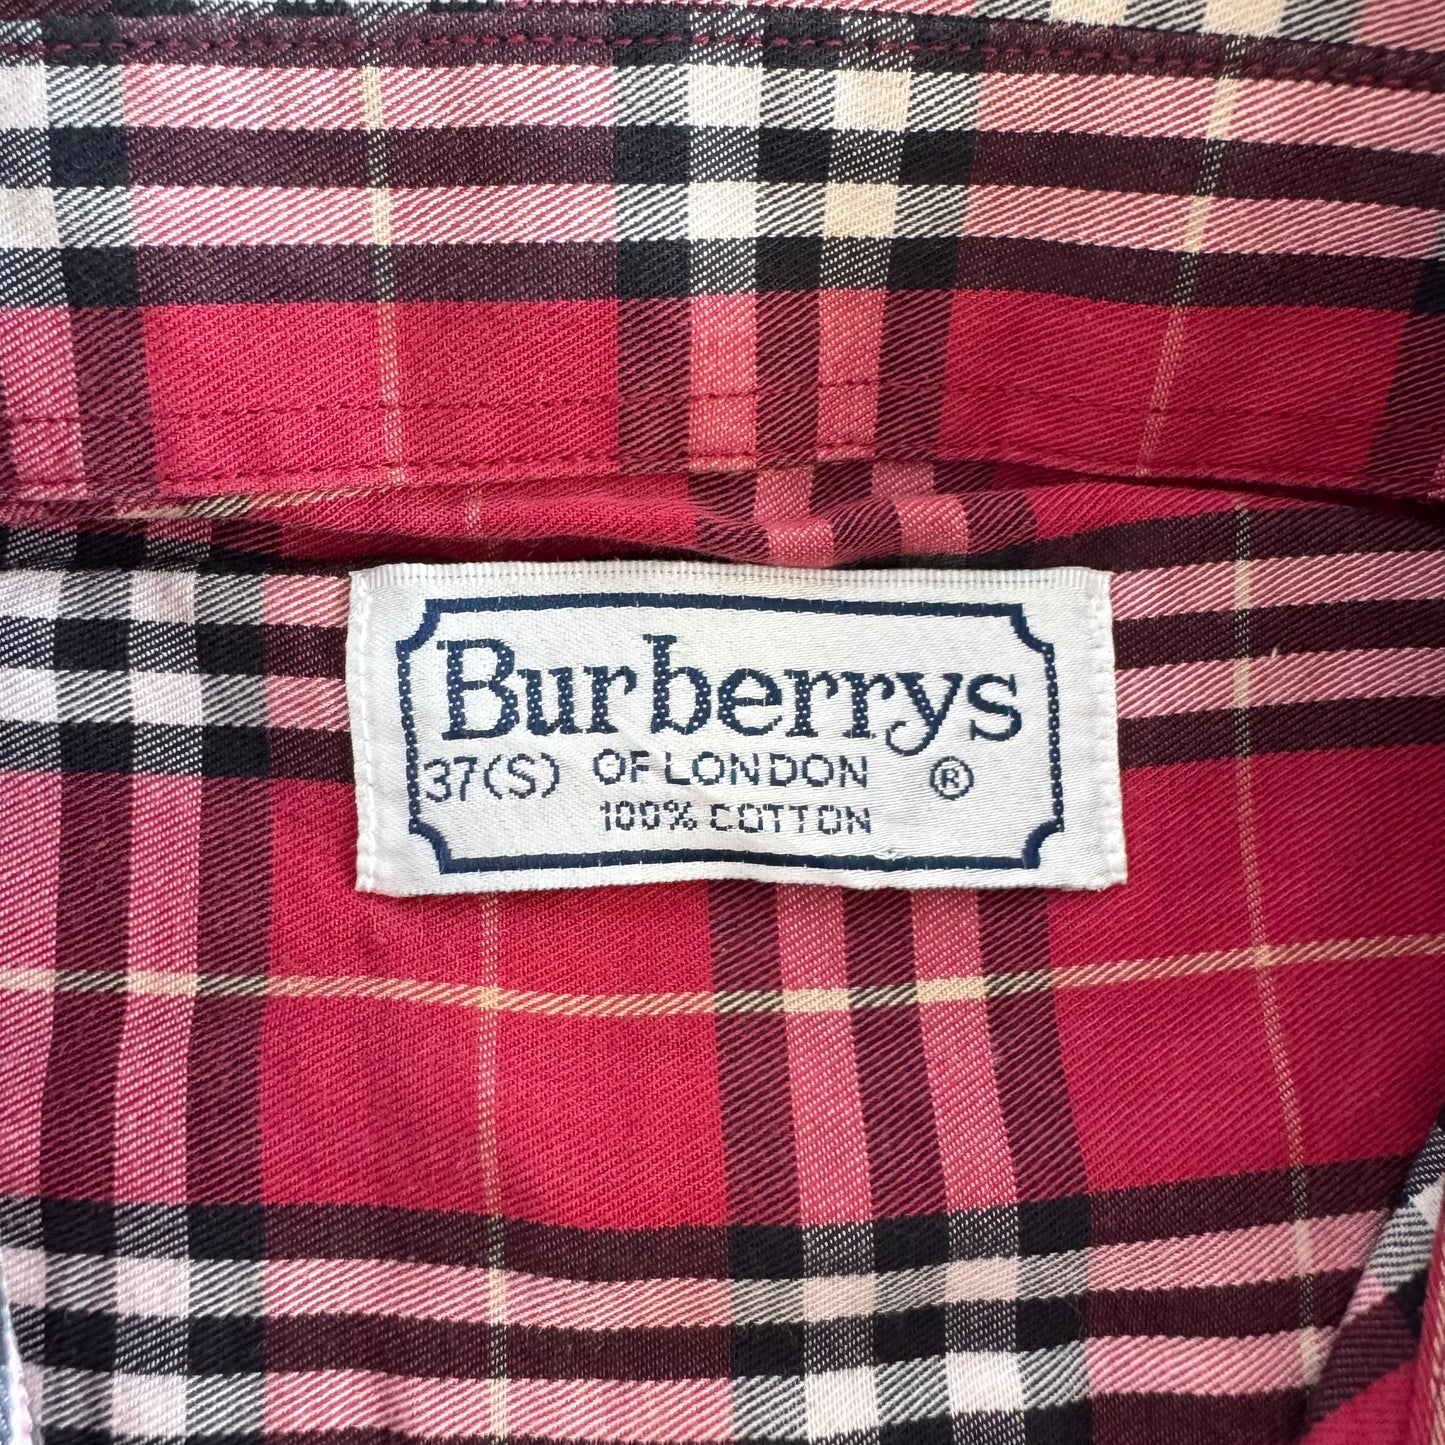 Burberrys
37(S) OF LONDON ®
100% COTTON